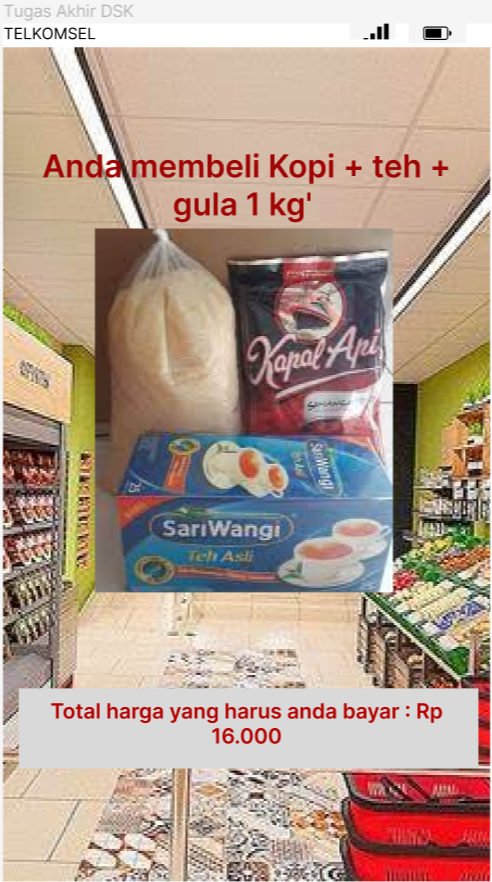 Tugas Akhir DSK
TELKOMSEL
Anda membeli Kopi + teh +
gula 1 kg'
Kapal Api
SariWangi
SariWangi
Teh Asli
25
Total harga yang harus anda bayar : Rp
16.000